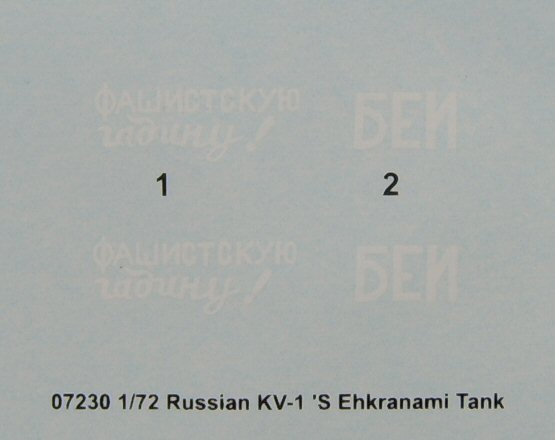 ФАШИСТСКУЮ БЕЙ
гадину!
1 2
ФАШИСТСКУЮ БЕЙ
гадину!
07230 1/72 Russian KV-1 'S Ehkranami Tank